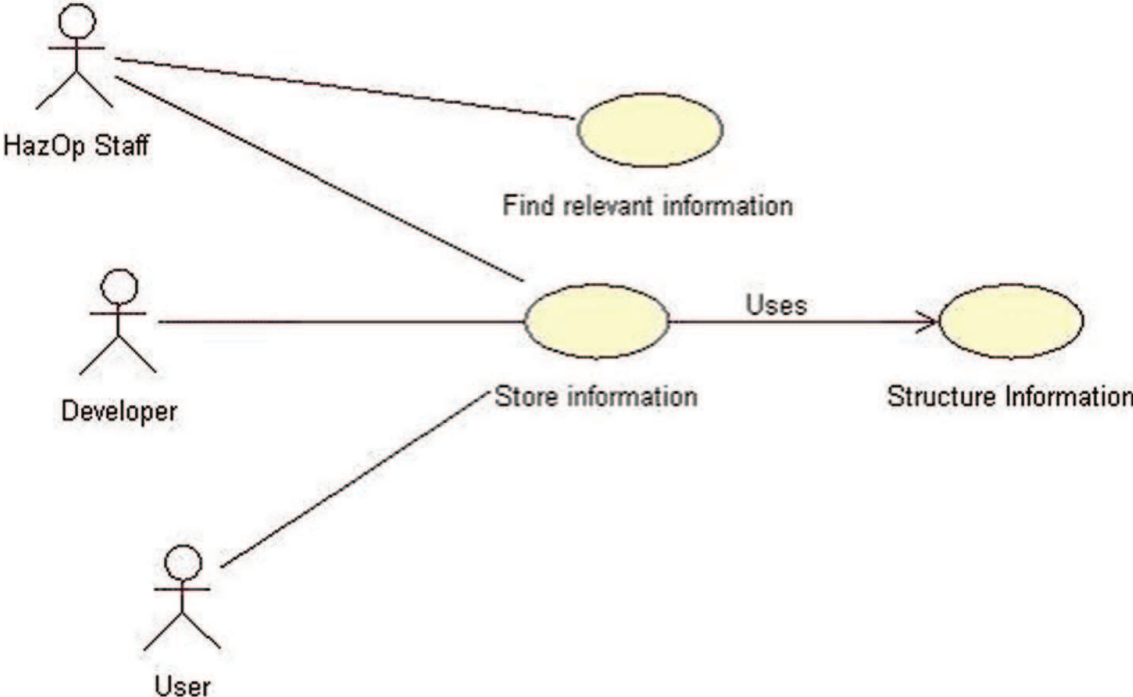 HazOp Staff
Find relevant information
Uses
Developer
Store information
Structure Information
User